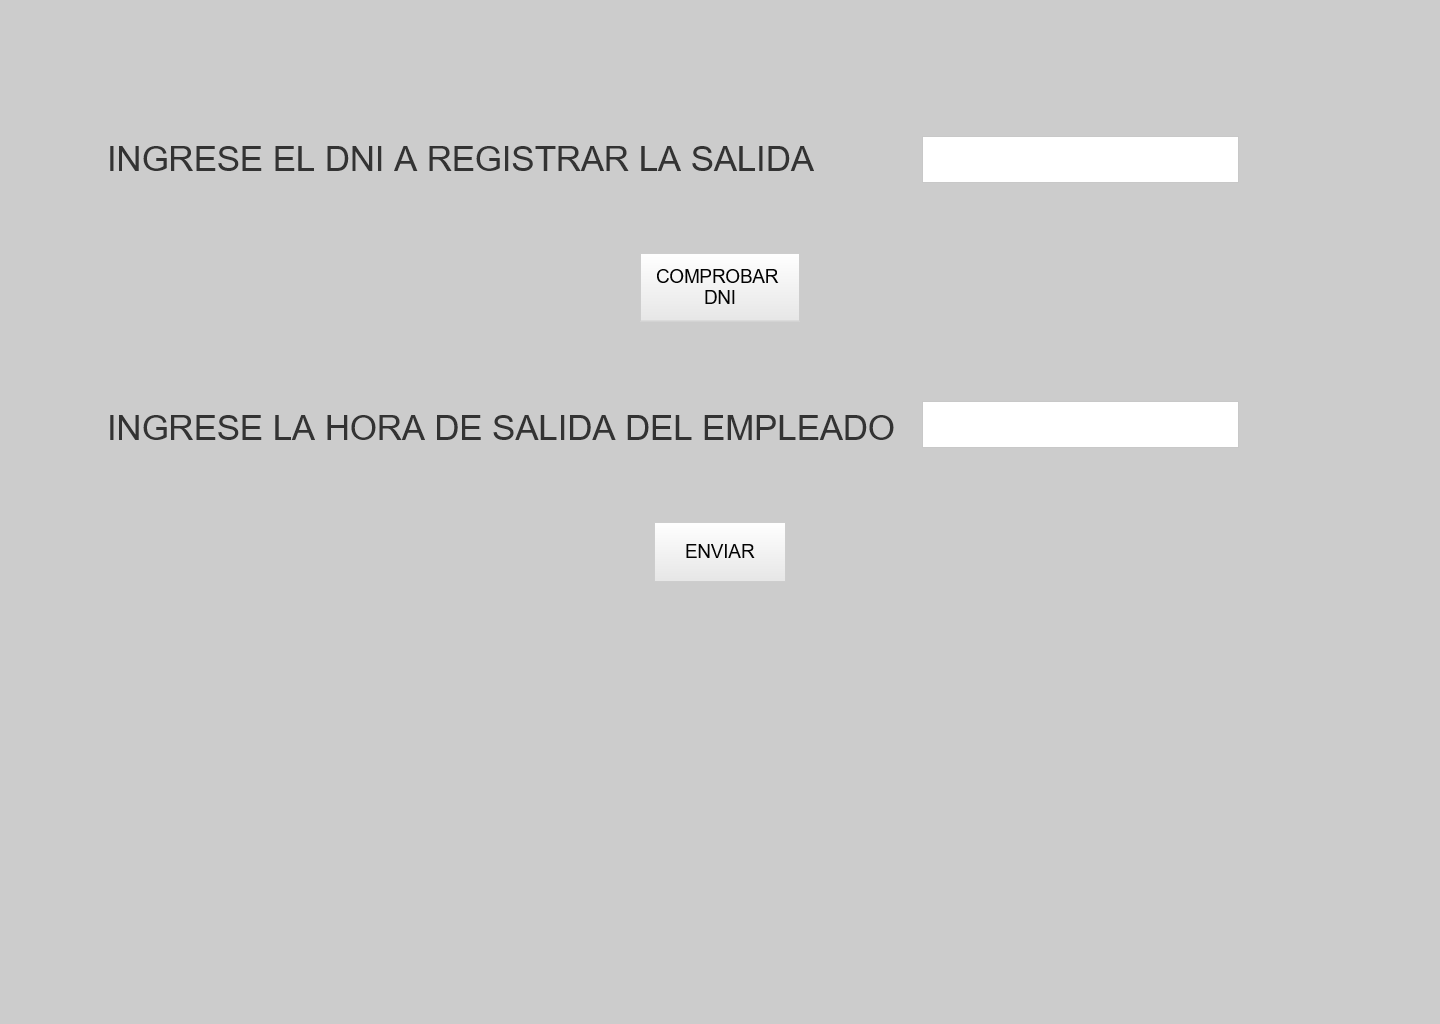 INGRESE EL DNI A REGISTRAR LA SALIDA
COMPROBAR
DNI
INGRESE LA HORA DE SALIDA DEL EMPLEADO
ENVIAR